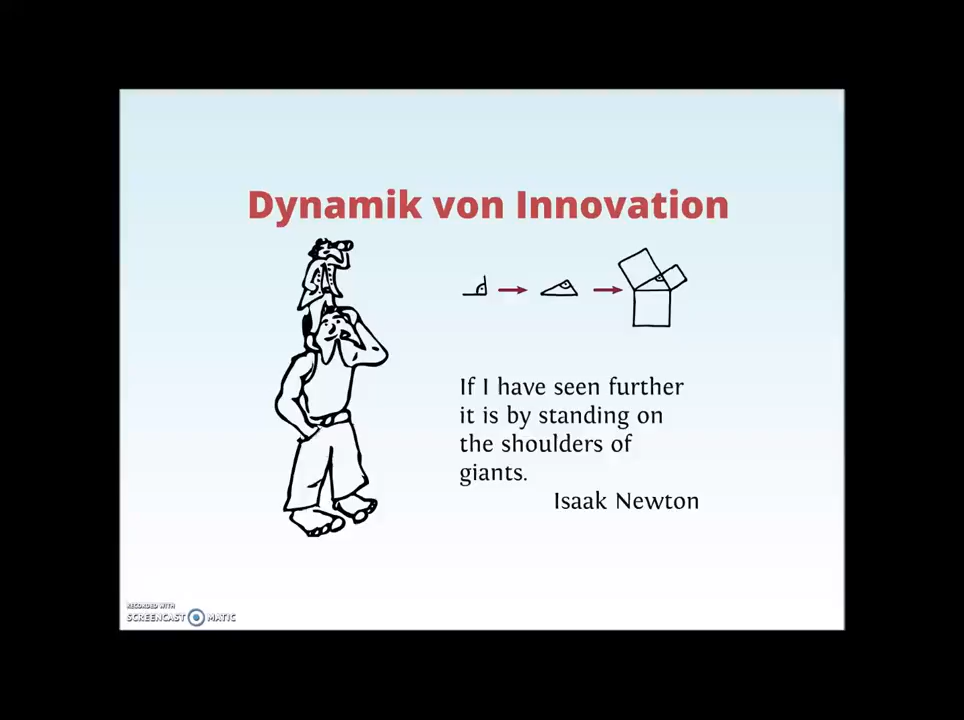 Dynamik von Innovation
If I have seen further
it is by standing on
the shoulders of
giants.
Isaak Newton
RECORDED WITH
SCREENCAST MATIC